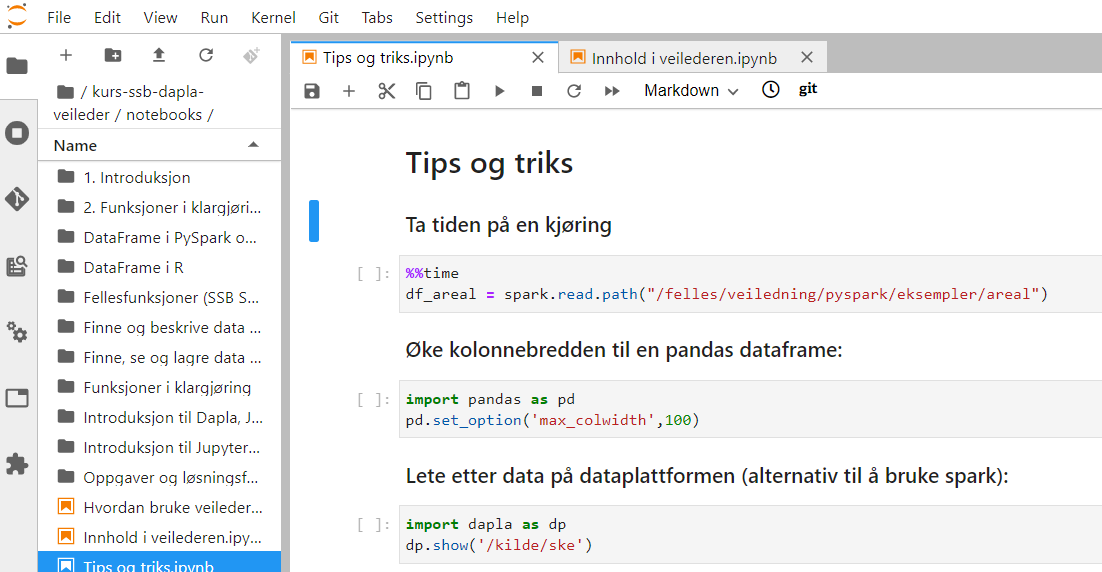 File Edit View Run Kernel Git Tabs Settings Help
/ kurs-ssb-dapla-
veileder / notebooks /
Name
1. Introduksjon
2. Funksjoner i klargjøri...
DataFrame i PySpark o...
DataFrame i R
Fellesfunksjoner (SSB S...
Finne og beskrive data ...
Finne, se og lagre data ...
Funksjoner i klargjøring
Introduksjon til Dapla, J...
Introduksjon til Jupyter...
Oppgaver og løsningsf...
Hvordan bruke veileder...
Innhold i veilederen.ipy...
Tips og triks.ipynb
Tips og triks.ipynb
Innhold i veilederen.ipynb
Markdown
git
Tips og triks
Ta tiden på en kjøring
[ ]: %%time
df_areal = spark.read.path("/felles/veiledning/pyspark/eksempler/areal")
Øke kolonnebredden til en pandas dataframe:
[ ]: import pandas as pd
pd.set_option('max_colwidth',100)
Lete etter data på dataplattformen (alternativ til å bruke spark):
[ ]: import dapla as dp
dp.show('/kilde/ske')